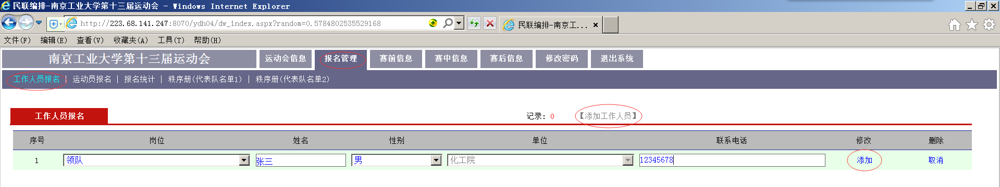 民联编排-南京工业大学第十三届运动会 - Windows Internet Explorer
http://223.68.141.247:8070/ydh04/dw_index.aspx?random=0.5784802535529168
民联编排-南京工... ×
文件(F) 编辑(E) 查看(V) 收藏夹(A) 工具(T) 帮助(H)
南京工业大学第十三届运动会 运动会信息 报名管理 赛前信息 赛中信息 赛后信息 修改密码 退出系统
工作人员报名 | 运动员报名 | 报名统计 | 秩序册(代表队名单1) | 秩序册(代表队名单2)
工作人员报名 记录: 0 【添加工作人员】
序号 岗位 姓名 性别 单位 联系电话 修改 删除
1 领队 张三 男 化工院 12345678 添加 取消